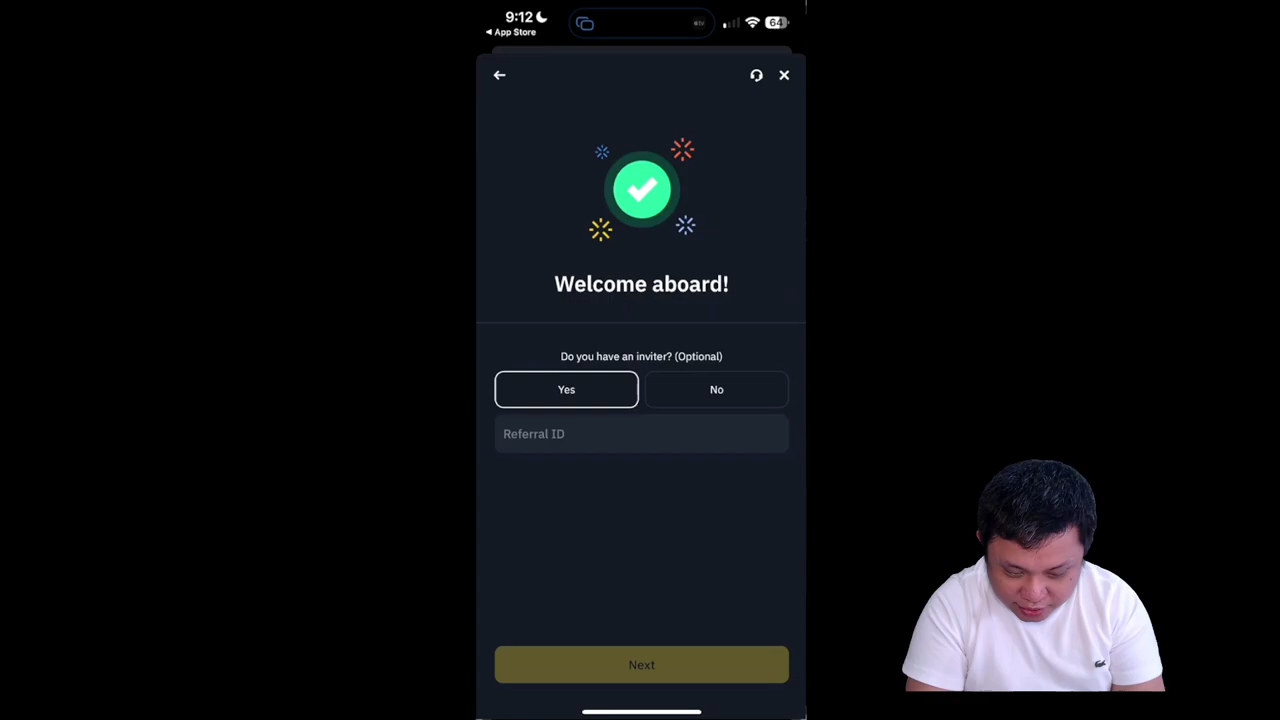 9:12
64
App Store
Welcome aboard!
Do you have an inviter? (Optional)
Yes
No
Referral ID
Next